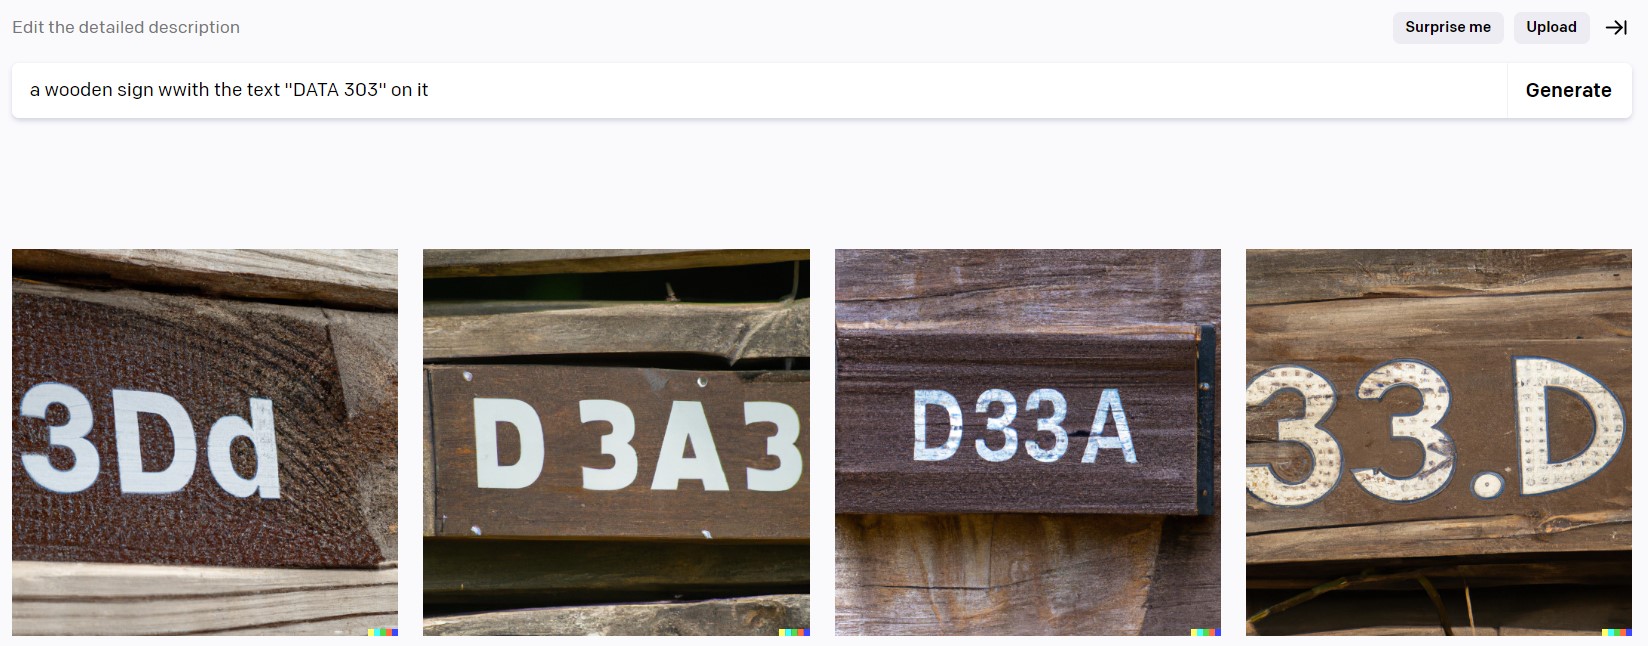 Edit the detailed description
Surprise me
Upload
a wooden sign wwith the text "DATA 303" on it
Generate
3Dd
D 3A3
D33A
33.D